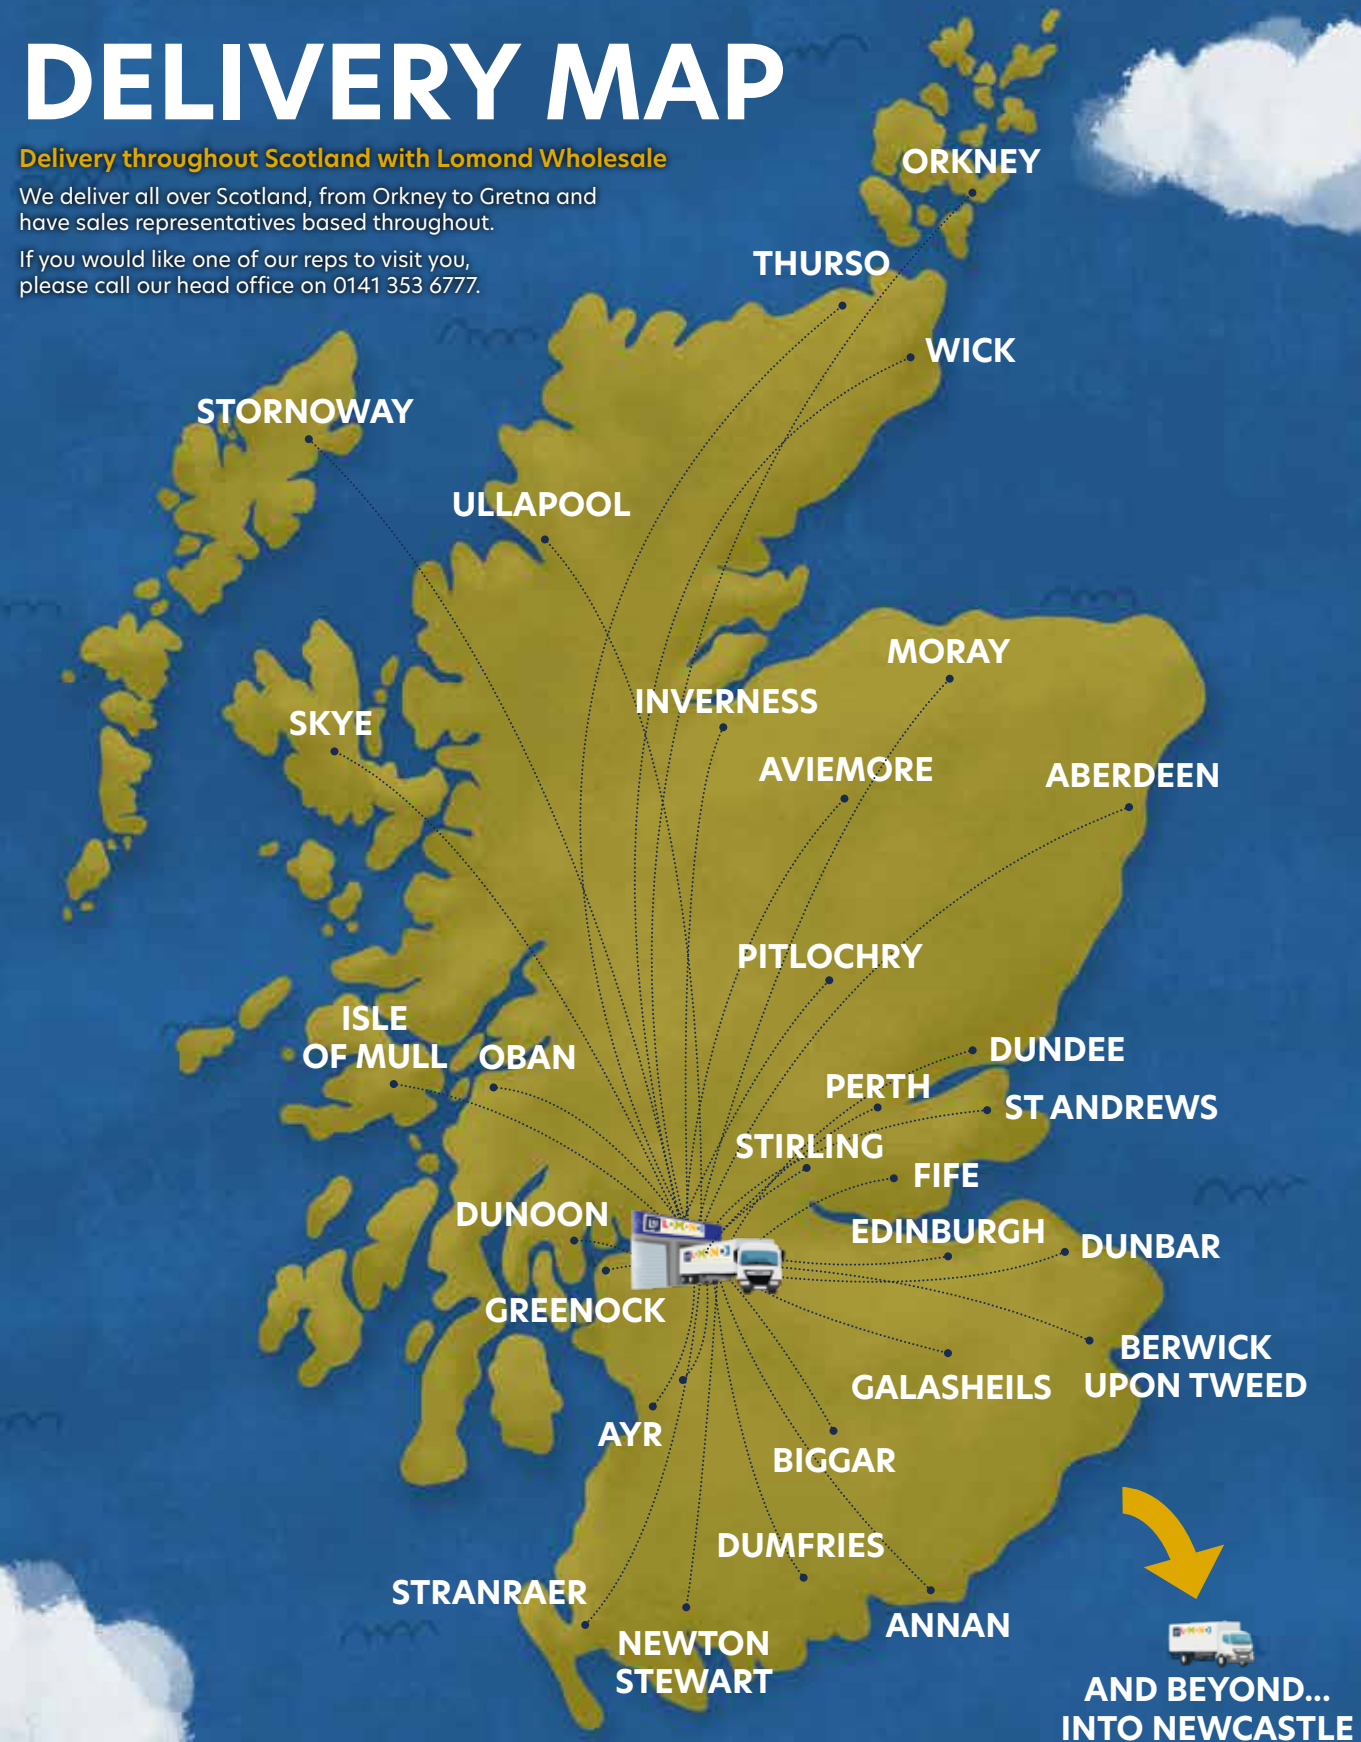 DELIVERY MAP
Delivery throughout Scotland with Lomond Wholesale
We deliver all over Scotland, from Orkney to Gretna and
have sales representatives based throughout.
If you would like one of our reps to visit you,
please call our head office on 0141 353 6777.
ORKNEY
THURSO
WICK
STORNOWAY
ULLAPOOL
MORAY
INVERNESS
SKYE
AVIEMORE
ABERDEEN
PITLOCHRY
ISLE
OF MULL
OBAN
DUNDEE
PERTH
ST ANDREWS
STIRLING
FIFE
DUNOON
LOMOND
EDINBURGH
DUNBAR
LOMOND
GREENOCK
BERWICK
UPON TWEED
GALASHEILS
AYR
BIGGAR
DUMFRIES
STRANRAER
ANNAN
NEWTON
STEWART
LOMOND
AND BEYOND...
INTO NEWCASTLE